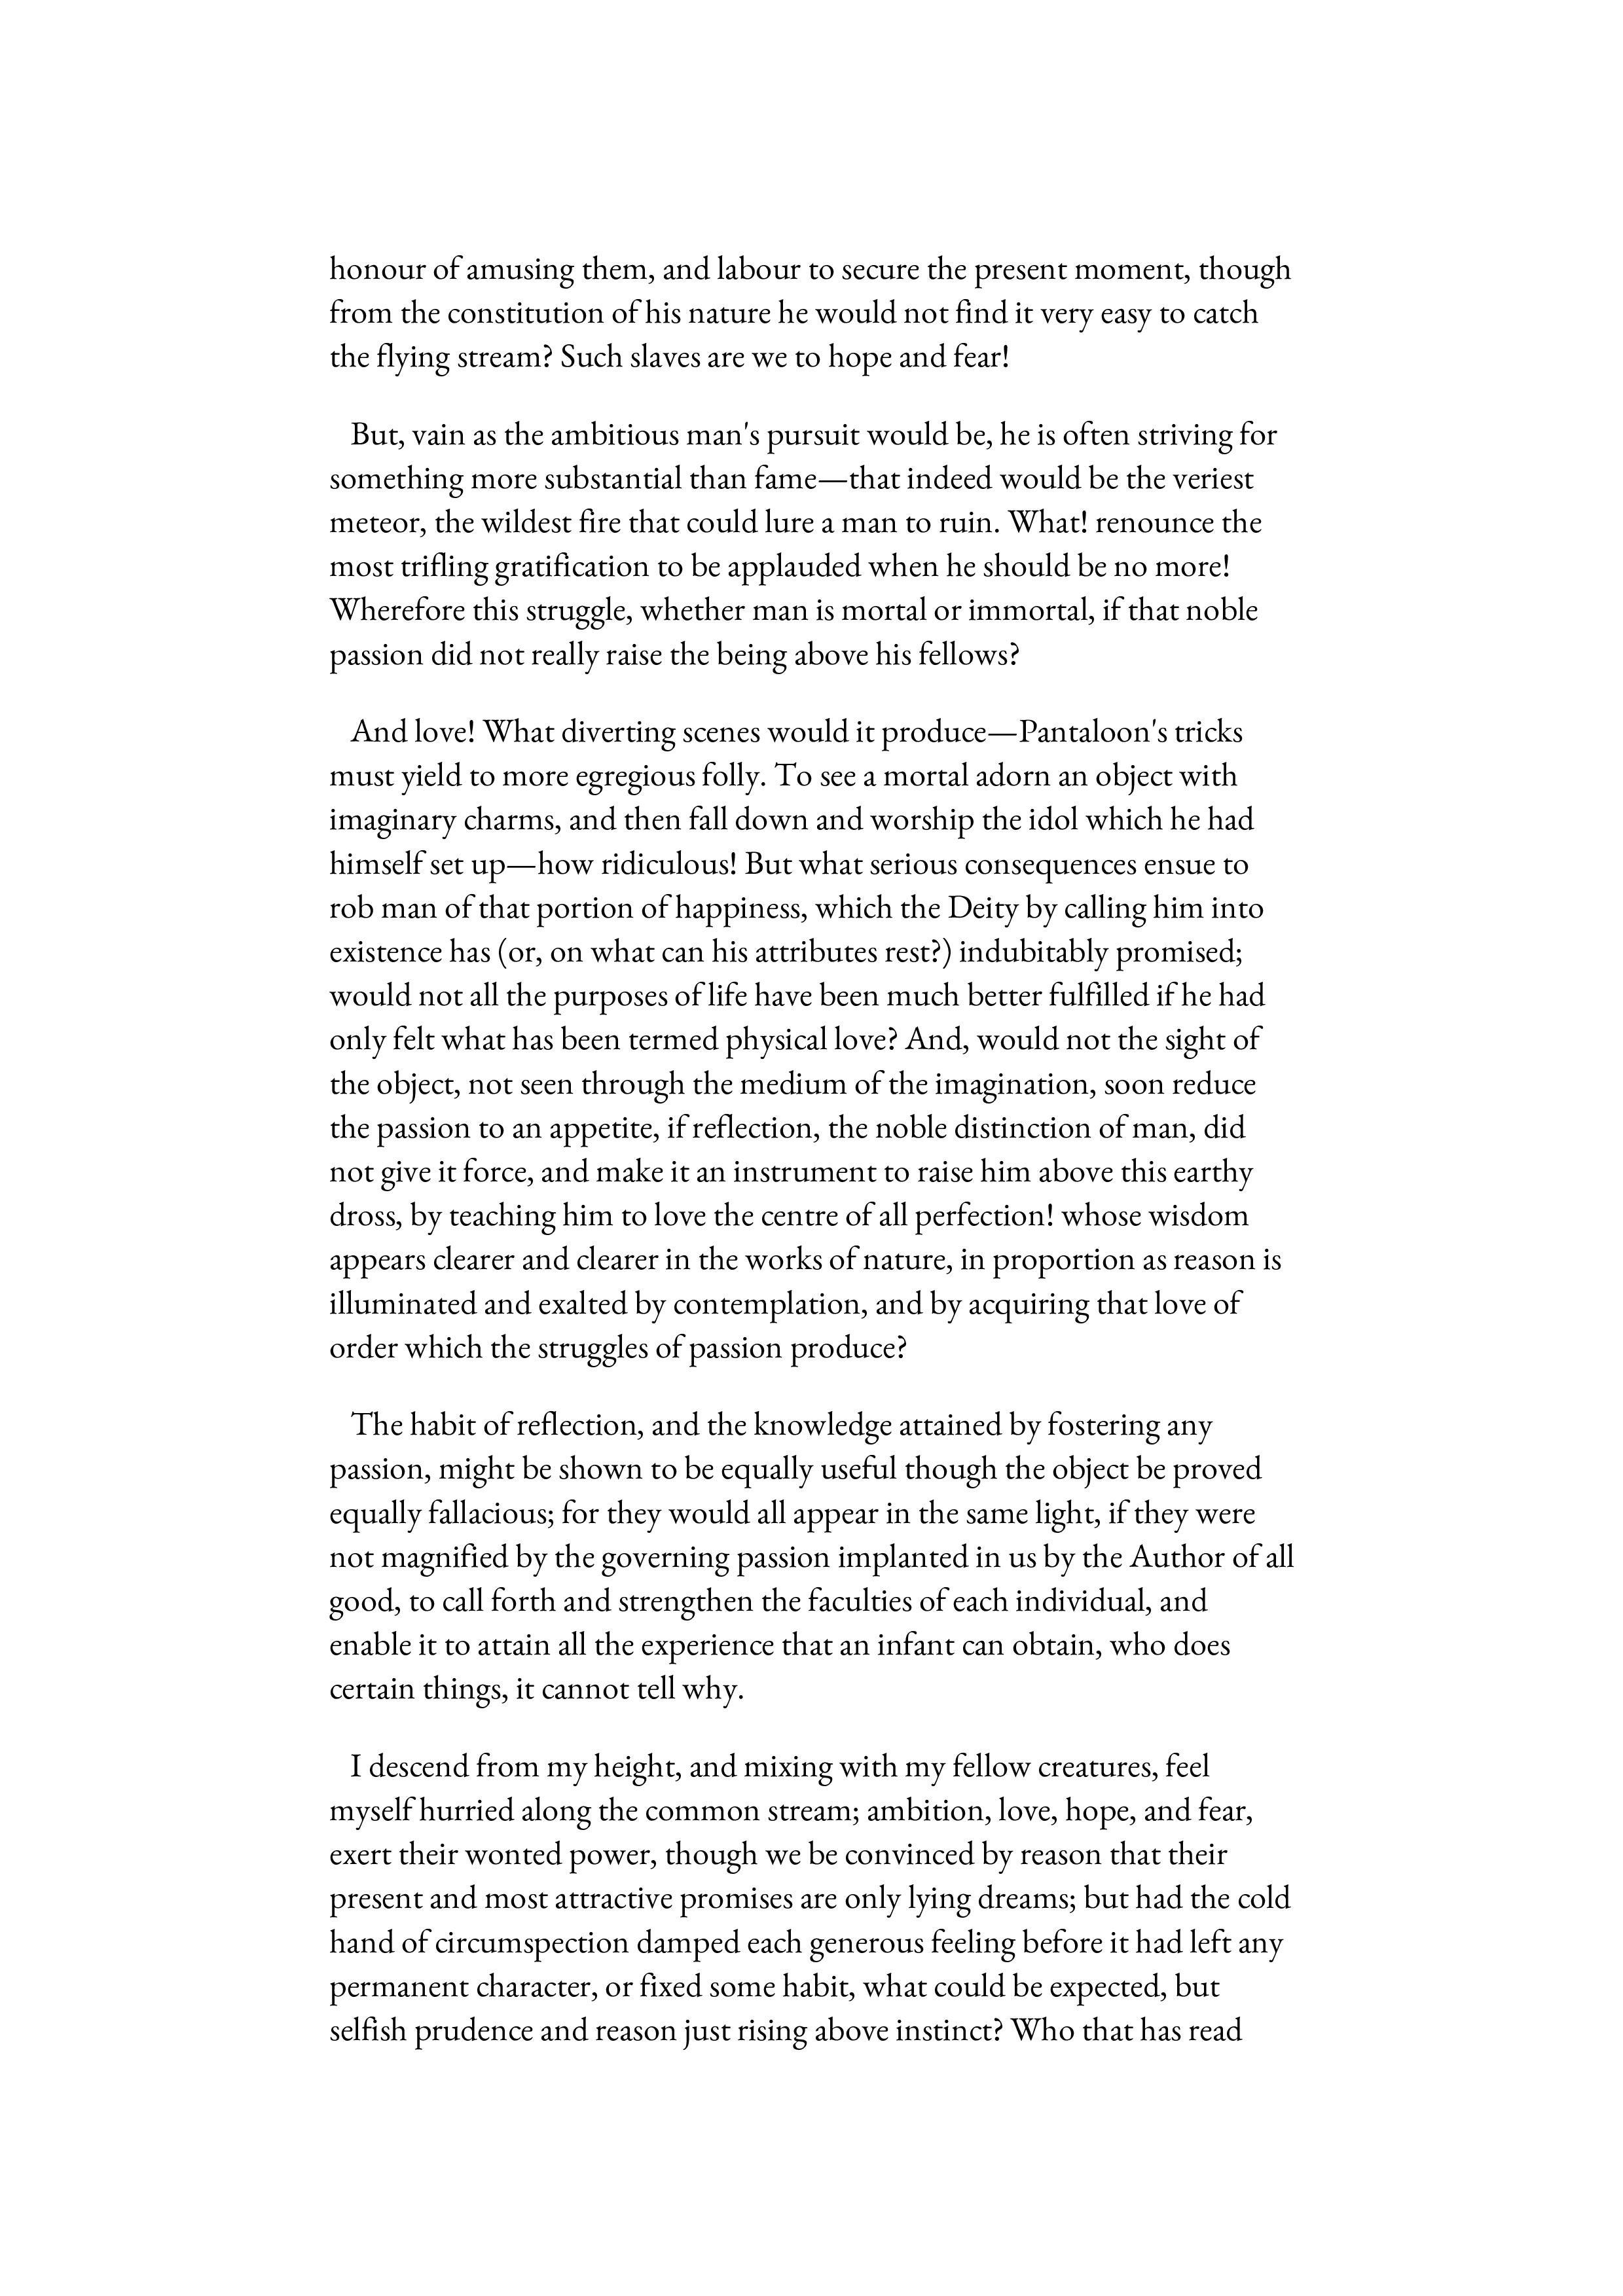 honour of amusing them, and labour to secure the present moment, though
from the constitution of his nature he would not find it very easy to catch
the flying stream? Such slaves are we to hope and fear!
But, vain as the ambitious man's pursuit would be, he is often striving for
something more substantial than fame—that indeed would be the veriest
meteor, the wildest fire that could lure a man to ruin. What! renounce the
most trifling gratification to be applauded when he should be no more!
Wherefore this struggle, whether man is mortal or immortal, if that noble
passion did not really raise the being above his fellows?
And love! What diverting scenes would it produce—Pantaloon's tricks
must yield to more egregious folly. To see a mortal adorn an object with
imaginary charms, and then fall down and worship the idol which he had
himself set up—how ridiculous! But what serious consequences ensue to
rob man of that portion of happiness, which the Deity by calling him into
existence has (or, on what can his attributes rest?) indubitably promised;
would not all the purposes of life have been much better fulfilled if he had
only felt what has been termed physical love? And, would not the sight of
the object, not seen through the medium of the imagination, soon reduce
the passion to an appetite, if reflection, the noble distinction of man, did
not give it force, and make it an instrument to raise him above this earthy
dross, by teaching him to love the centre of all perfection! whose wisdom
appears clearer and clearer in the works of nature, in proportion as reason is
illuminated and exalted by contemplation, and by acquiring that love of
order which the struggles of passion produce?
The habit of reflection, and the knowledge attained by fostering any
passion, might be shown to be equally useful though the object be proved
equally fallacious; for they would all appear in the same light, if they were
not magnified by the governing passion implanted in us by the Author of all
good, to call forth and strengthen the faculties of each individual, and
enable it to attain all the experience that an infant can obtain, who does
certain things, it cannot tell why.
I descend from my height, and mixing with my fellow creatures, feel
myself hurried along the common stream; ambition, love, hope, and fear,
exert their wonted power, though we be convinced by reason that their
present and most attractive promises are only lying dreams; but had the cold
hand of circumspection damped each generous feeling before it had left any
permanent character, or fixed some habit, what could be expected, but
selfish prudence and reason just rising above instinct? Who that has read